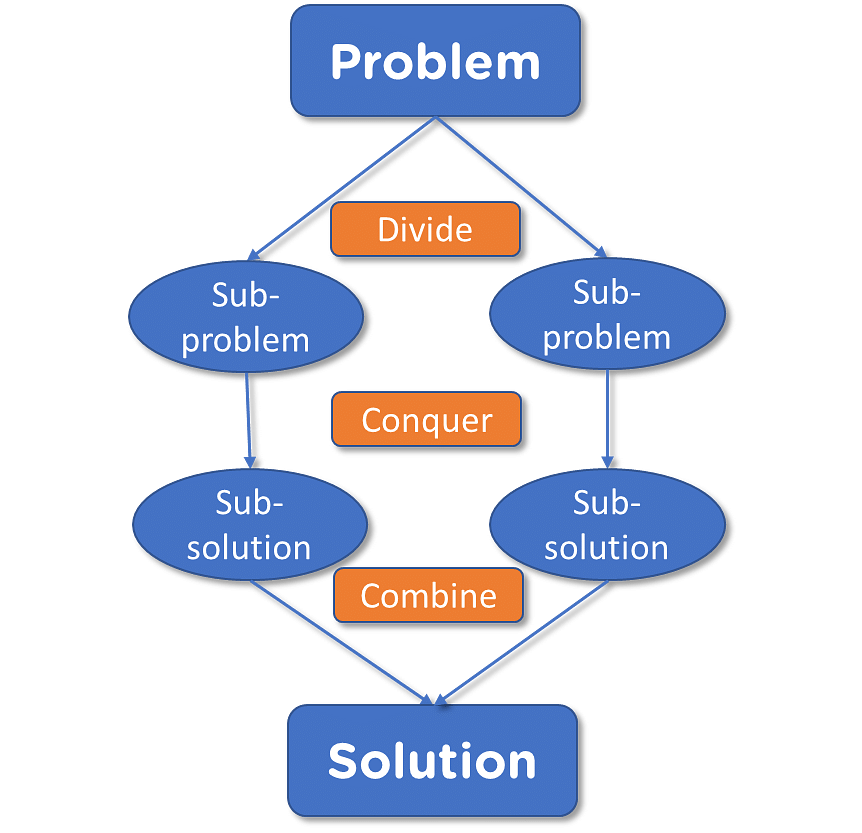 Problem
Divide
Sub-
problem
Sub-
problem
Conquer
Sub-
solution
Sub-
solution
Combine
Solution